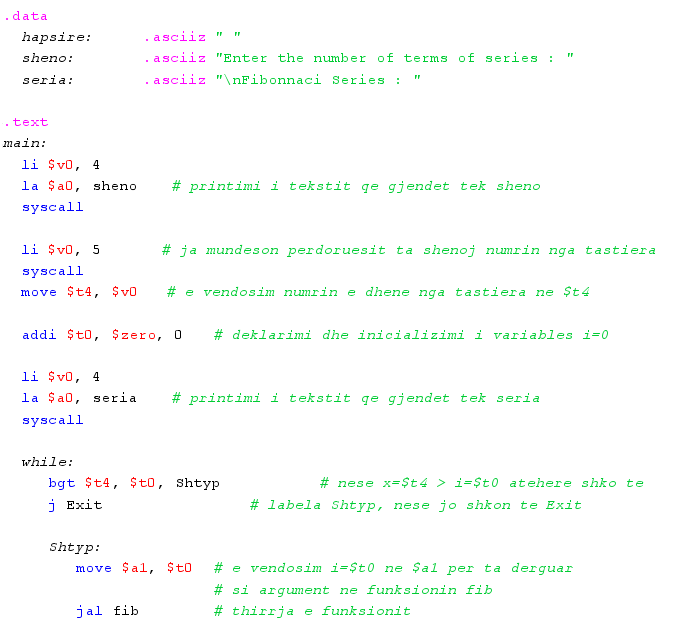 .data
hapsire: .asciiz " "
sheno: .asciiz "Enter the number of terms of series : "
seria: .asciiz "\nFibonnaci Series : "
.text
main:
li $v0, 4
la $a0, sheno # printimi i tekstit qe gjendet tek sheno
syscall
li $v0, 5 # ja mundeson perdoruesit ta shenoj numrin nga tastiera
syscall
move $t4, $v0 # e vendosim numrin e dhene nga tastiera ne $t4
addi $t0, $zero, 0 # deklarimi dhe inicializimi i variables i=0
li $v0, 4
la $a0, seria # printimi i tekstit qe gjendet tek seria
syscall
while:
bgt $t4, $t0, Shtyp # nese x=$t4 > i=$t0 atehere shko te
j Exit # labela Shtyp, nese jo shkon te Exit
Shtyp:
move $a1, $t0 # e vendosim i=$t0 ne $a1 per ta derguar
# si argument ne funksionin fib
jal fib # thirrja e funksionit